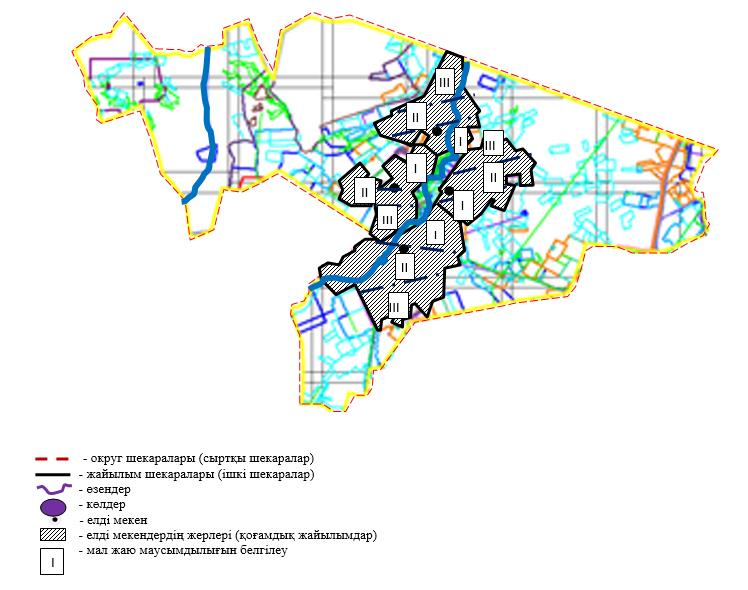 III
II
I
III
I
II
II
I
III
I
II
III
- округ шекаралары (сыртқы шекаралар)
- жайылым шекаралары (ішкі шекаралар)
- өзендер
- көлдер
- елді мекен
- елді мекендердің жерлері (қоғамдық жайылымдар)
- мал жаю маусымдылығын белгілеу
I